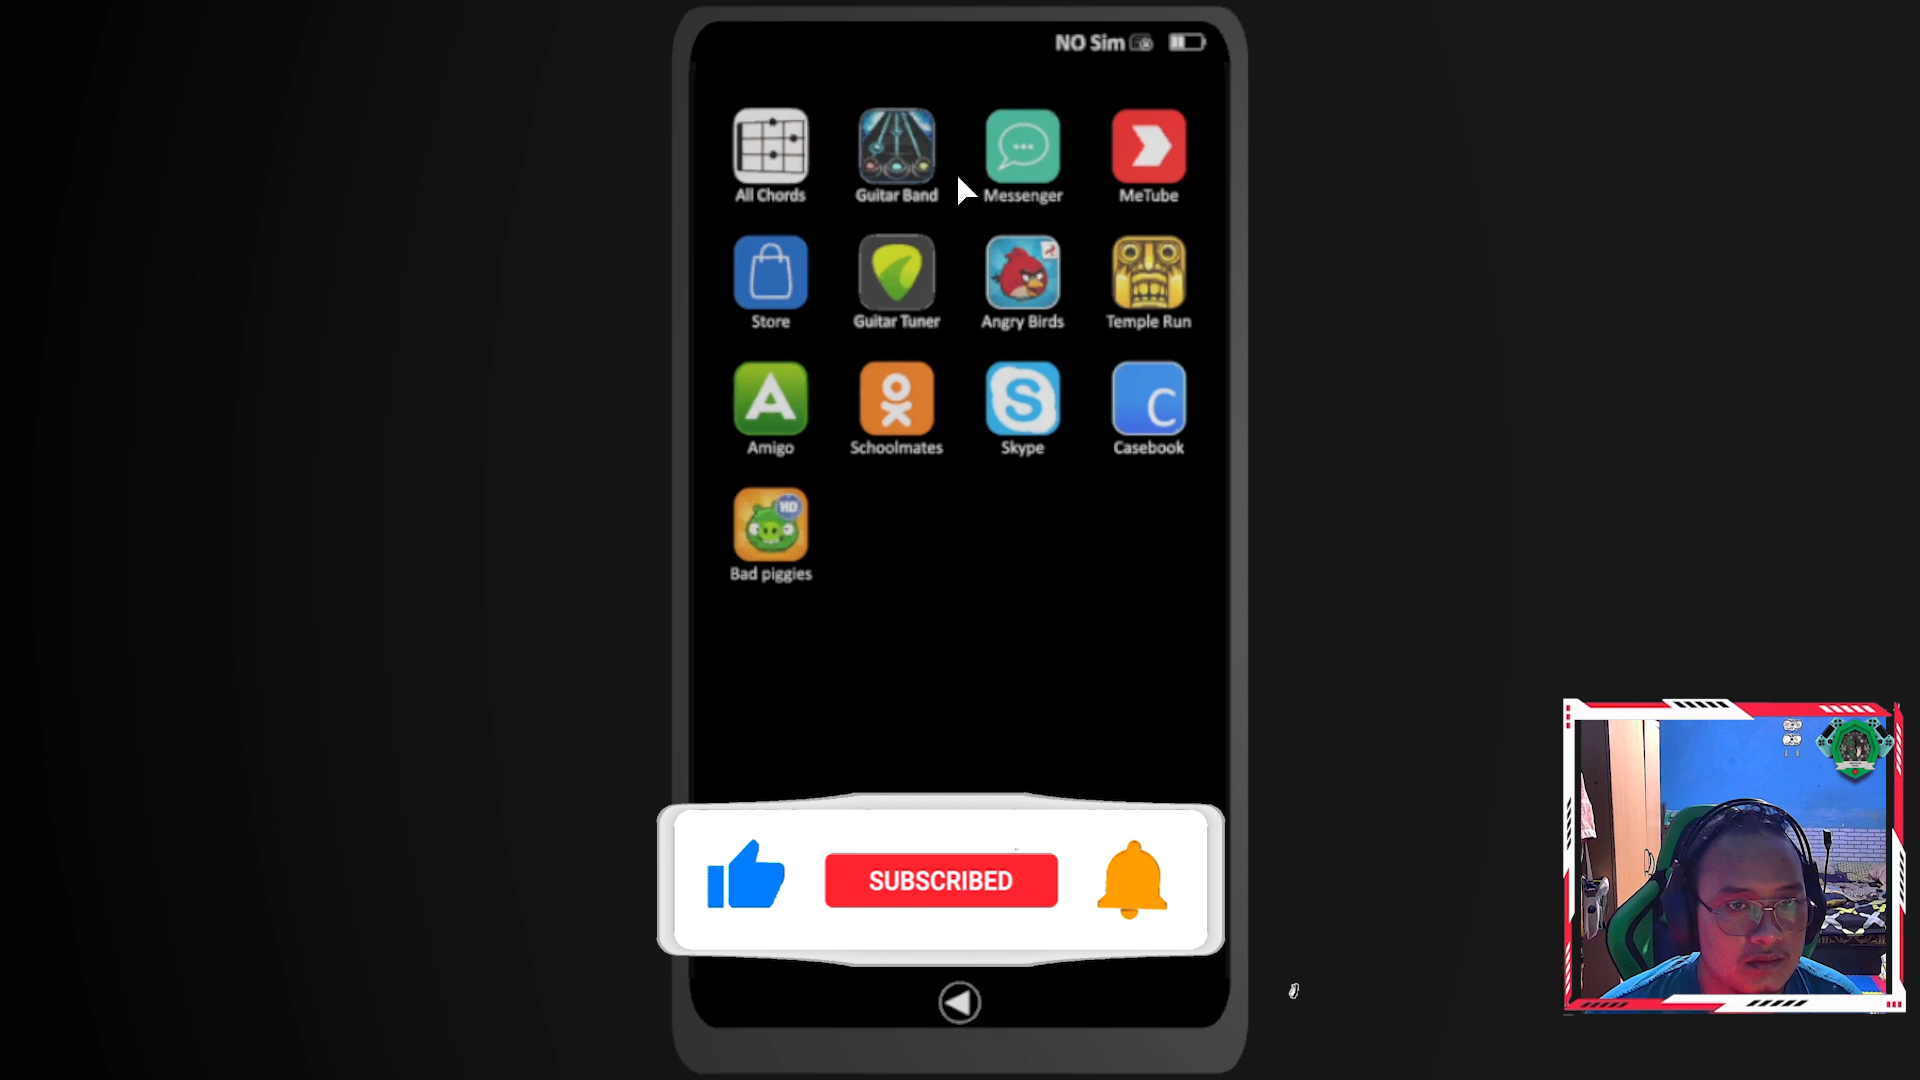 NO Sim
All Chords
Guitar Band
Messenger
MeTube
Store
Guitar Tuner
Angry Birds
Temple Run
Amigo
Schoolmates
Skype
Casebook
HD
Bad piggies
SUBSCRIBED